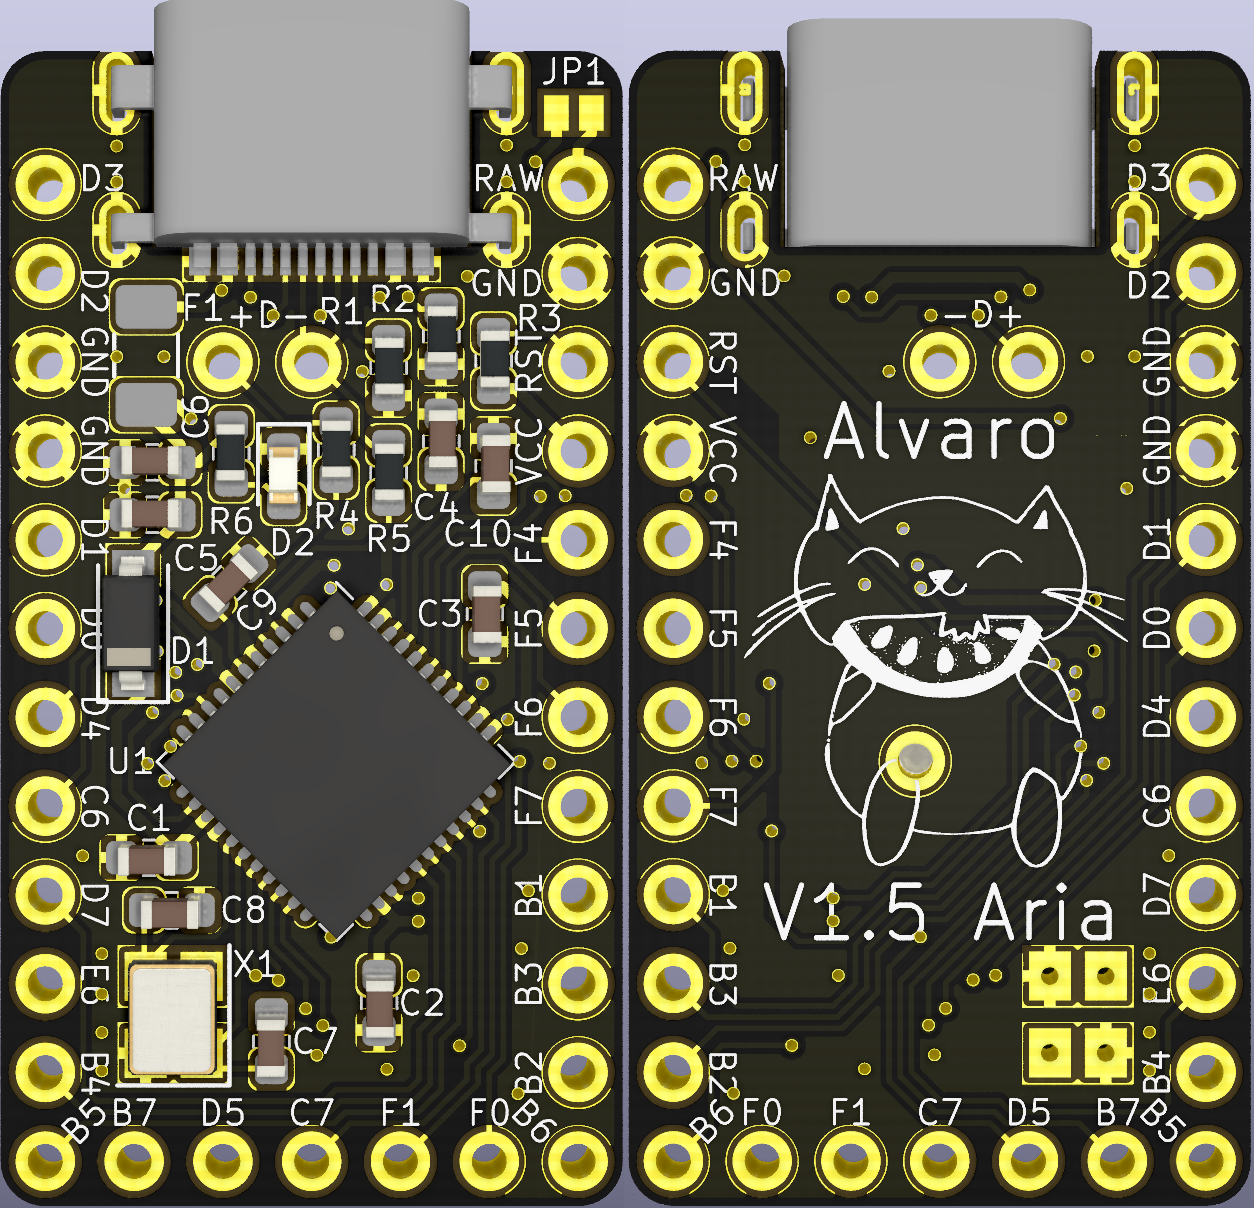 JP1
D3
RAW
D2
GND
F1
+D-
R1
R2
R3
GND
RST
GND
VCC
R6
D2
R4
R5
C4
C10
D1
C5
C9
C3
F4
D0
D1
F5
D4
U1
F6
C6
C1
F7
D7
C8
B1
E6
X1
C2
B3
B4
C7
B2
B5
B7
D5
C7
F1
F0
B6
RAW
D3
GND
D2
-D+
RST
GND
VCC
Alvaro
GND
F4
D1
F5
D0
F6
D4
F7
C6
B1
V1.5 Aria
D7
B3
E6
B2
B4
B6
F0
F1
C7
D5
B7
B5